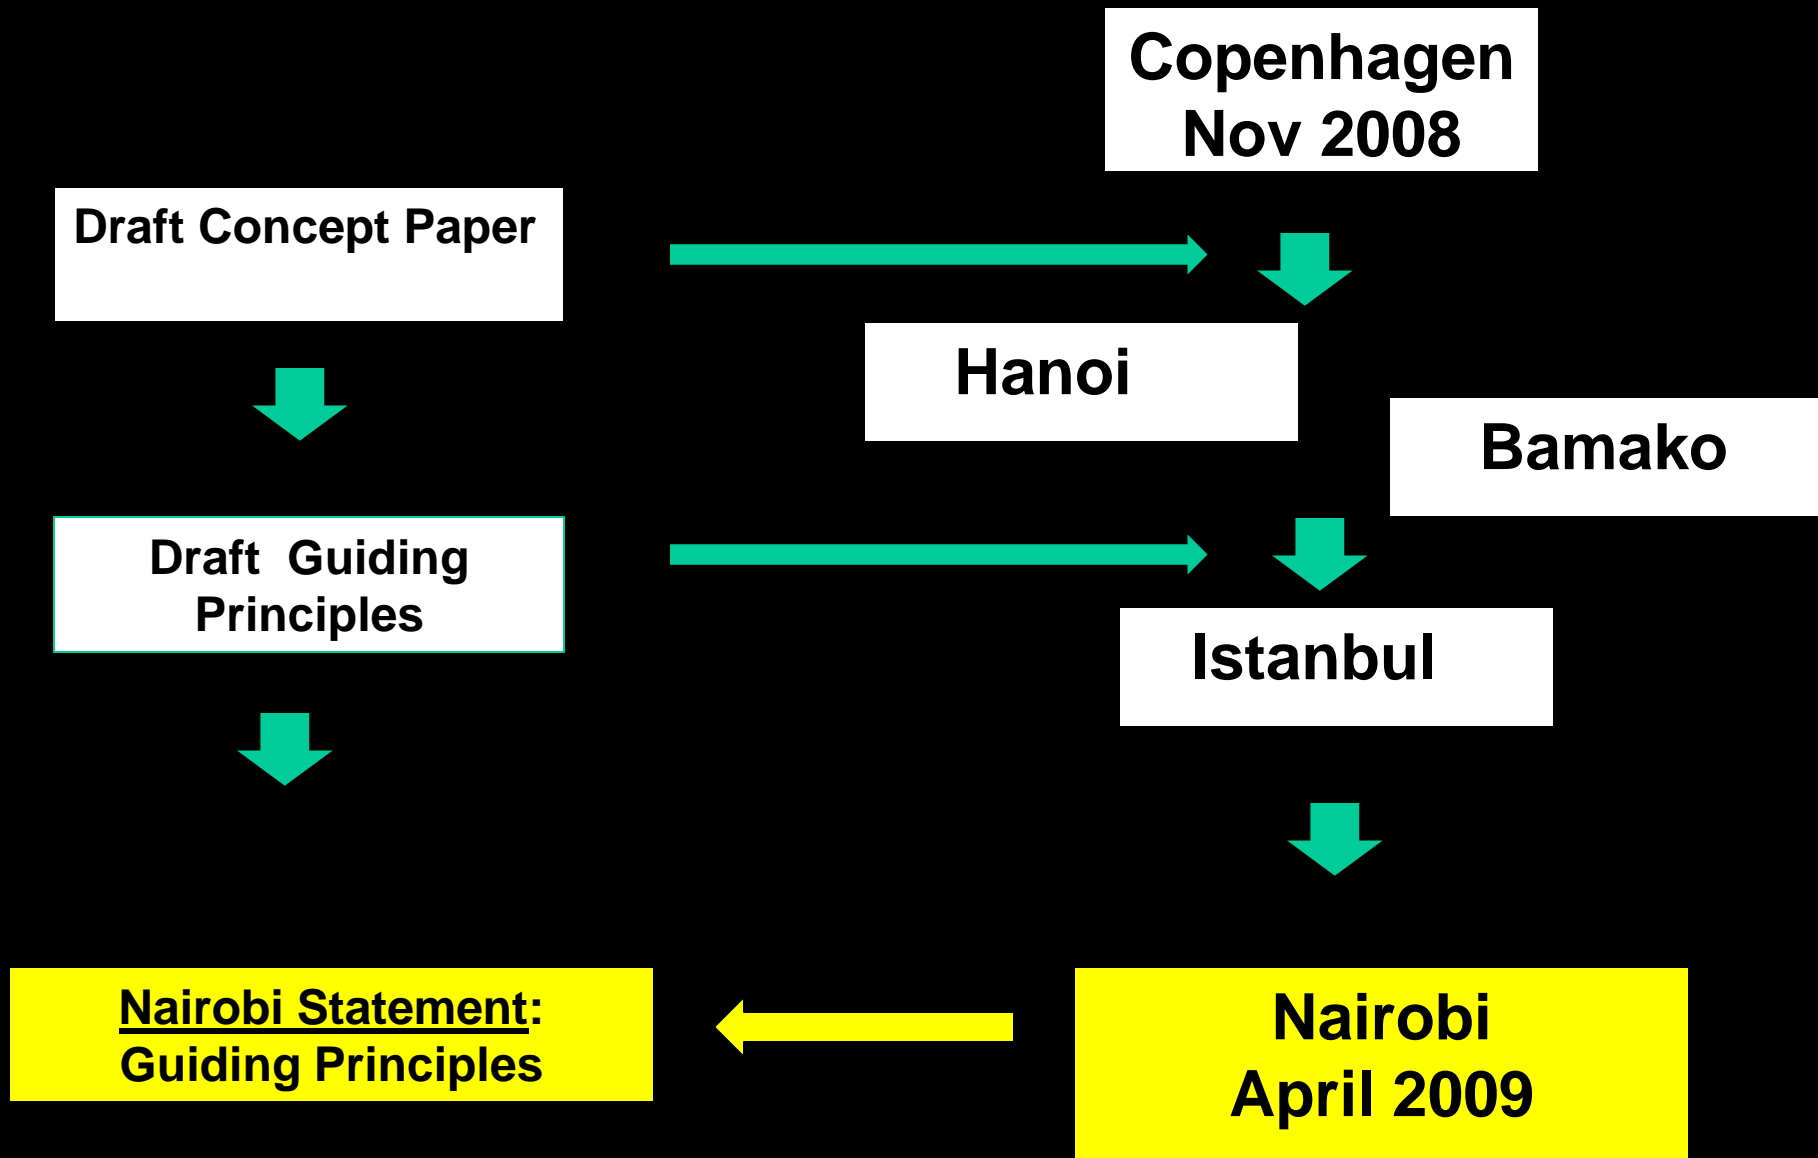 Copenhagen
Nov 2008
Draft Concept Paper
Hanoi
Bamako
Draft  Guiding
Principles
Istanbul
Nairobi Statement:
Guiding Principles
Nairobi
April 2009